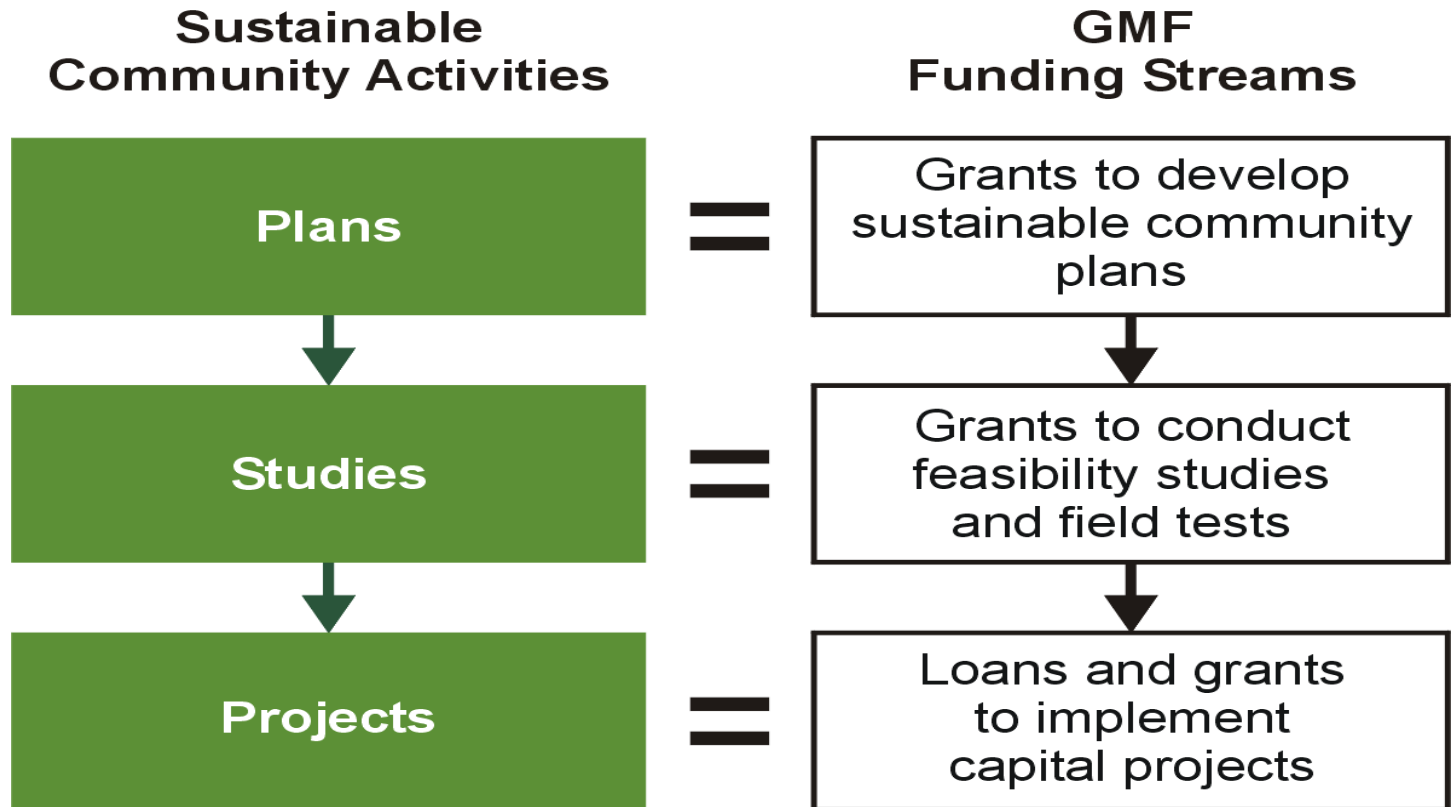 Sustainable
Community Activities
GMF
Funding Streams
Plans
=
Grants to develop
sustainable community
plans
Studies
=
Grants to conduct
feasibility studies
and field tests
Projects
=
Loans and grants
to implement
capital projects